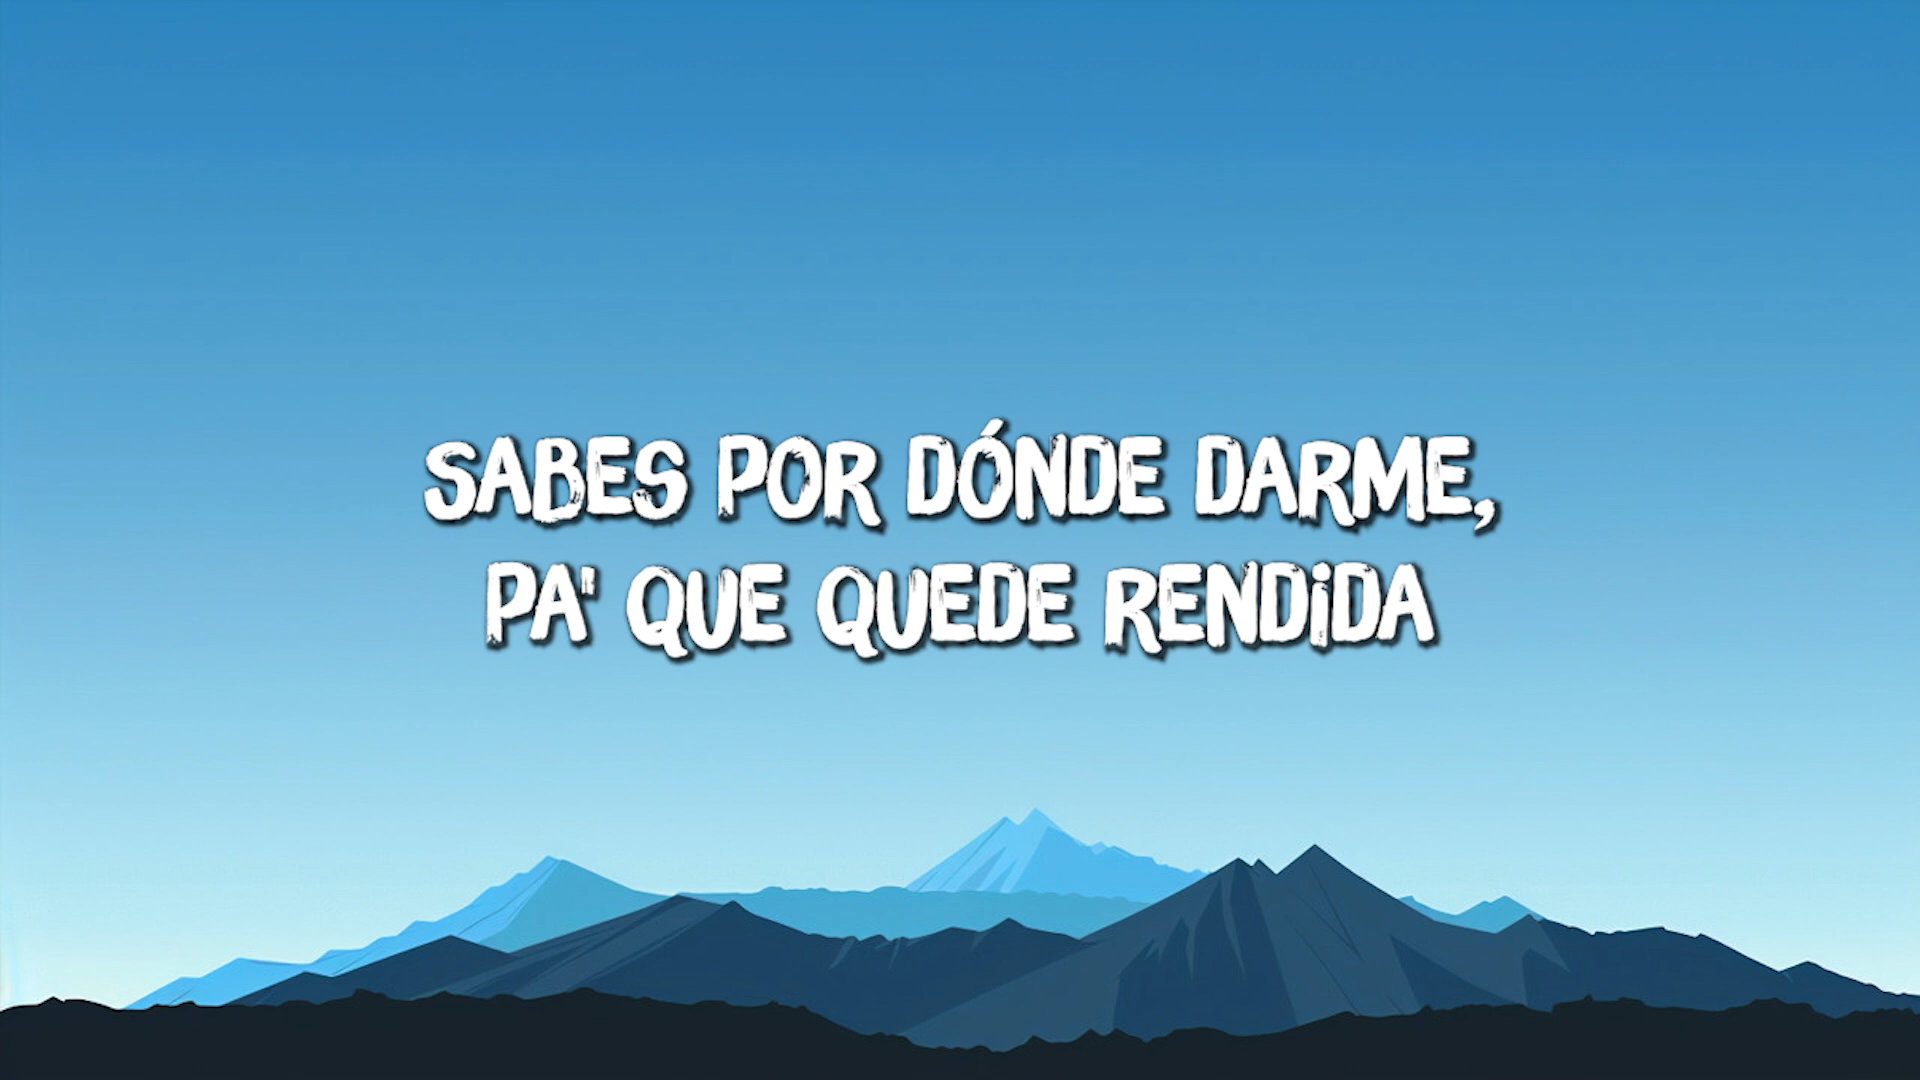 SABES POR DÓNDE DARME,
PA' QUE QUEDE RENDiDA